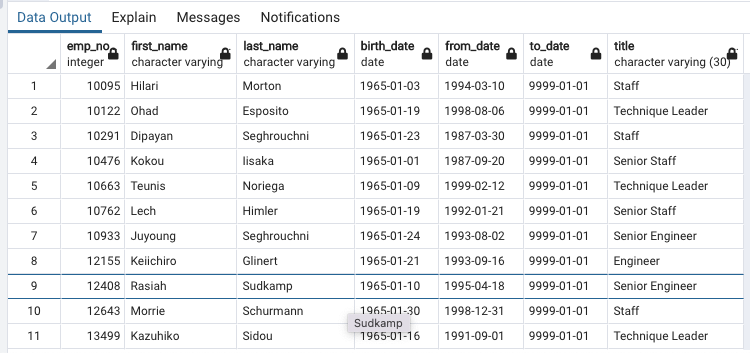 Data Output Explain Messages Notifications
emp_no first_name last_name birth_date from_date to_date title
integer character varying character varying date date date character varying (30)
1 10095 Hilari Morton 1965-01-03 1994-03-10 9999-01-01 Staff
2 10122 Ohad Esposito 1965-01-19 1998-08-06 9999-01-01 Technique Leader
3 10291 Dipayan Seghrouchni 1965-01-23 1987-03-30 9999-01-01 Staff
4 10476 Kokou Iisaka 1965-01-01 1987-09-20 9999-01-01 Senior Staff
5 10663 Teunis Noriega 1965-01-09 1999-02-12 9999-01-01 Technique Leader
6 10762 Lech Himler 1965-01-19 1992-01-21 9999-01-01 Senior Staff
7 10933 Juyoung Seghrouchni 1965-01-24 1993-08-02 9999-01-01 Senior Engineer
8 12155 Keiichiro Glinert 1965-01-21 1993-09-16 9999-01-01 Engineer
9 12408 Rasiah Sudkamp 1965-01-10 1995-04-18 9999-01-01 Senior Engineer
10 12643 Morrie Schurmann 1965-01-30 1998-12-31 9999-01-01 Staff
Sudkamp
11 13499 Kazuhiko Sidou 1965-01-16 1991-09-01 9999-01-01 Technique Leader